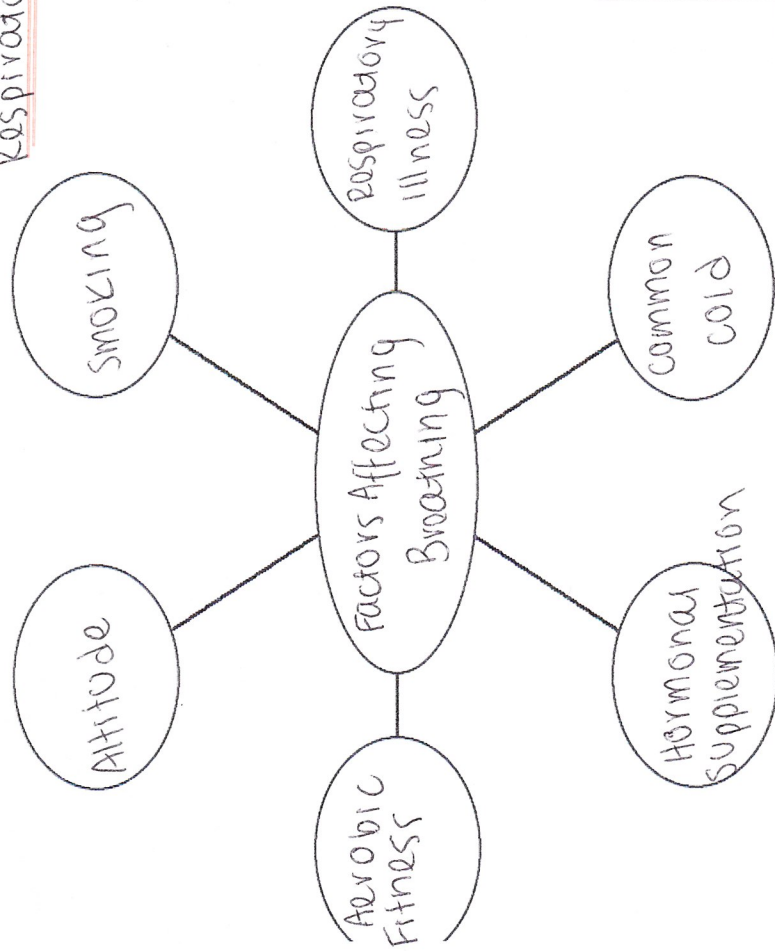 Altitude
Smoking
Aerobic
Fitness
Factors Affecting
Breathing
Respiratory
Illness
Hormonal
Supplementation
Common
Cold